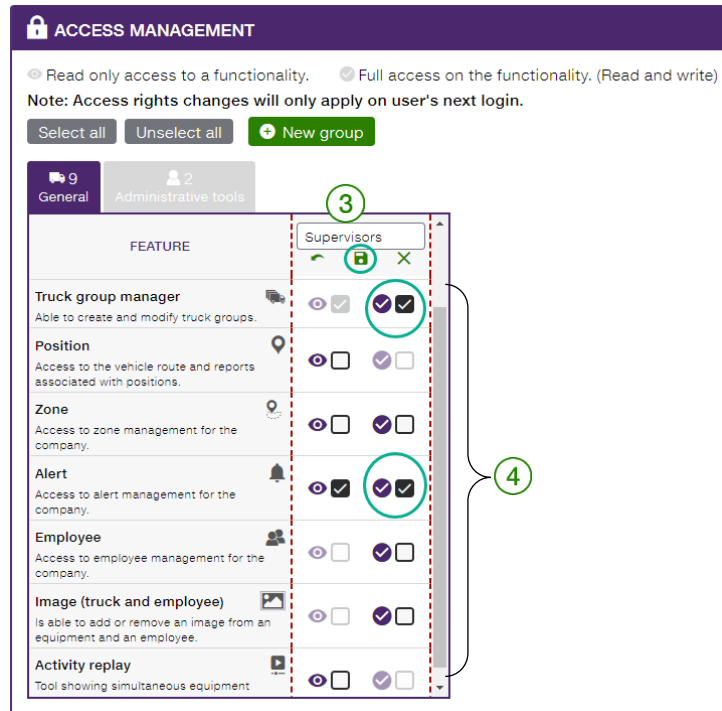 ACCESS MANAGEMENT
Read only access to a functionality. Full access on the functionality. (Read and write)
Note: Access rights changes will only apply on user's next login.
Select all Unselect all New group
9 2
General Administrative tools
3
FEATURE
Supervisors
Truck group manager
Able to create and modify truck groups.
Position
Access to the vehicle route and reports
associated with positions.
Zone
Access to zone management for the
company.
Alert
Access to alert management for the
company.
4
Employee
Access to employee management for the
company.
Image (truck and employee)
Is able to add or remove an image from an
equipment and an employee.
Activity replay
Tool showing simultaneous equipment